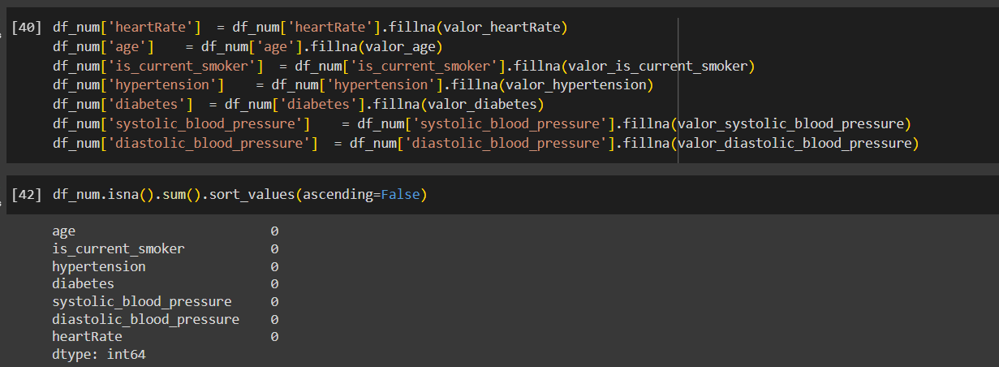 [40] df_num['heartRate']  = df_num['heartRate'].fillna(valor_heartRate)
df_num['age']    = df_num['age'].fillna(valor_age)
df_num['is_current_smoker']  = df_num['is_current_smoker'].fillna(valor_is_current_smoker)
df_num['hypertension']    = df_num['hypertension'].fillna(valor_hypertension)
df_num['diabetes']  = df_num['diabetes'].fillna(valor_diabetes)
df_num['systolic_blood_pressure']    = df_num['systolic_blood_pressure'].fillna(valor_systolic_blood_pressure)
df_num['diastolic_blood_pressure']  = df_num['diastolic_blood_pressure'].fillna(valor_diastolic_blood_pressure)
[42] df_num.isna().sum().sort_values(ascending=False)
age                         0
is_current_smoker           0
hypertension                0
diabetes                    0
systolic_blood_pressure     0
diastolic_blood_pressure    0
heartRate                   0
dtype: int64